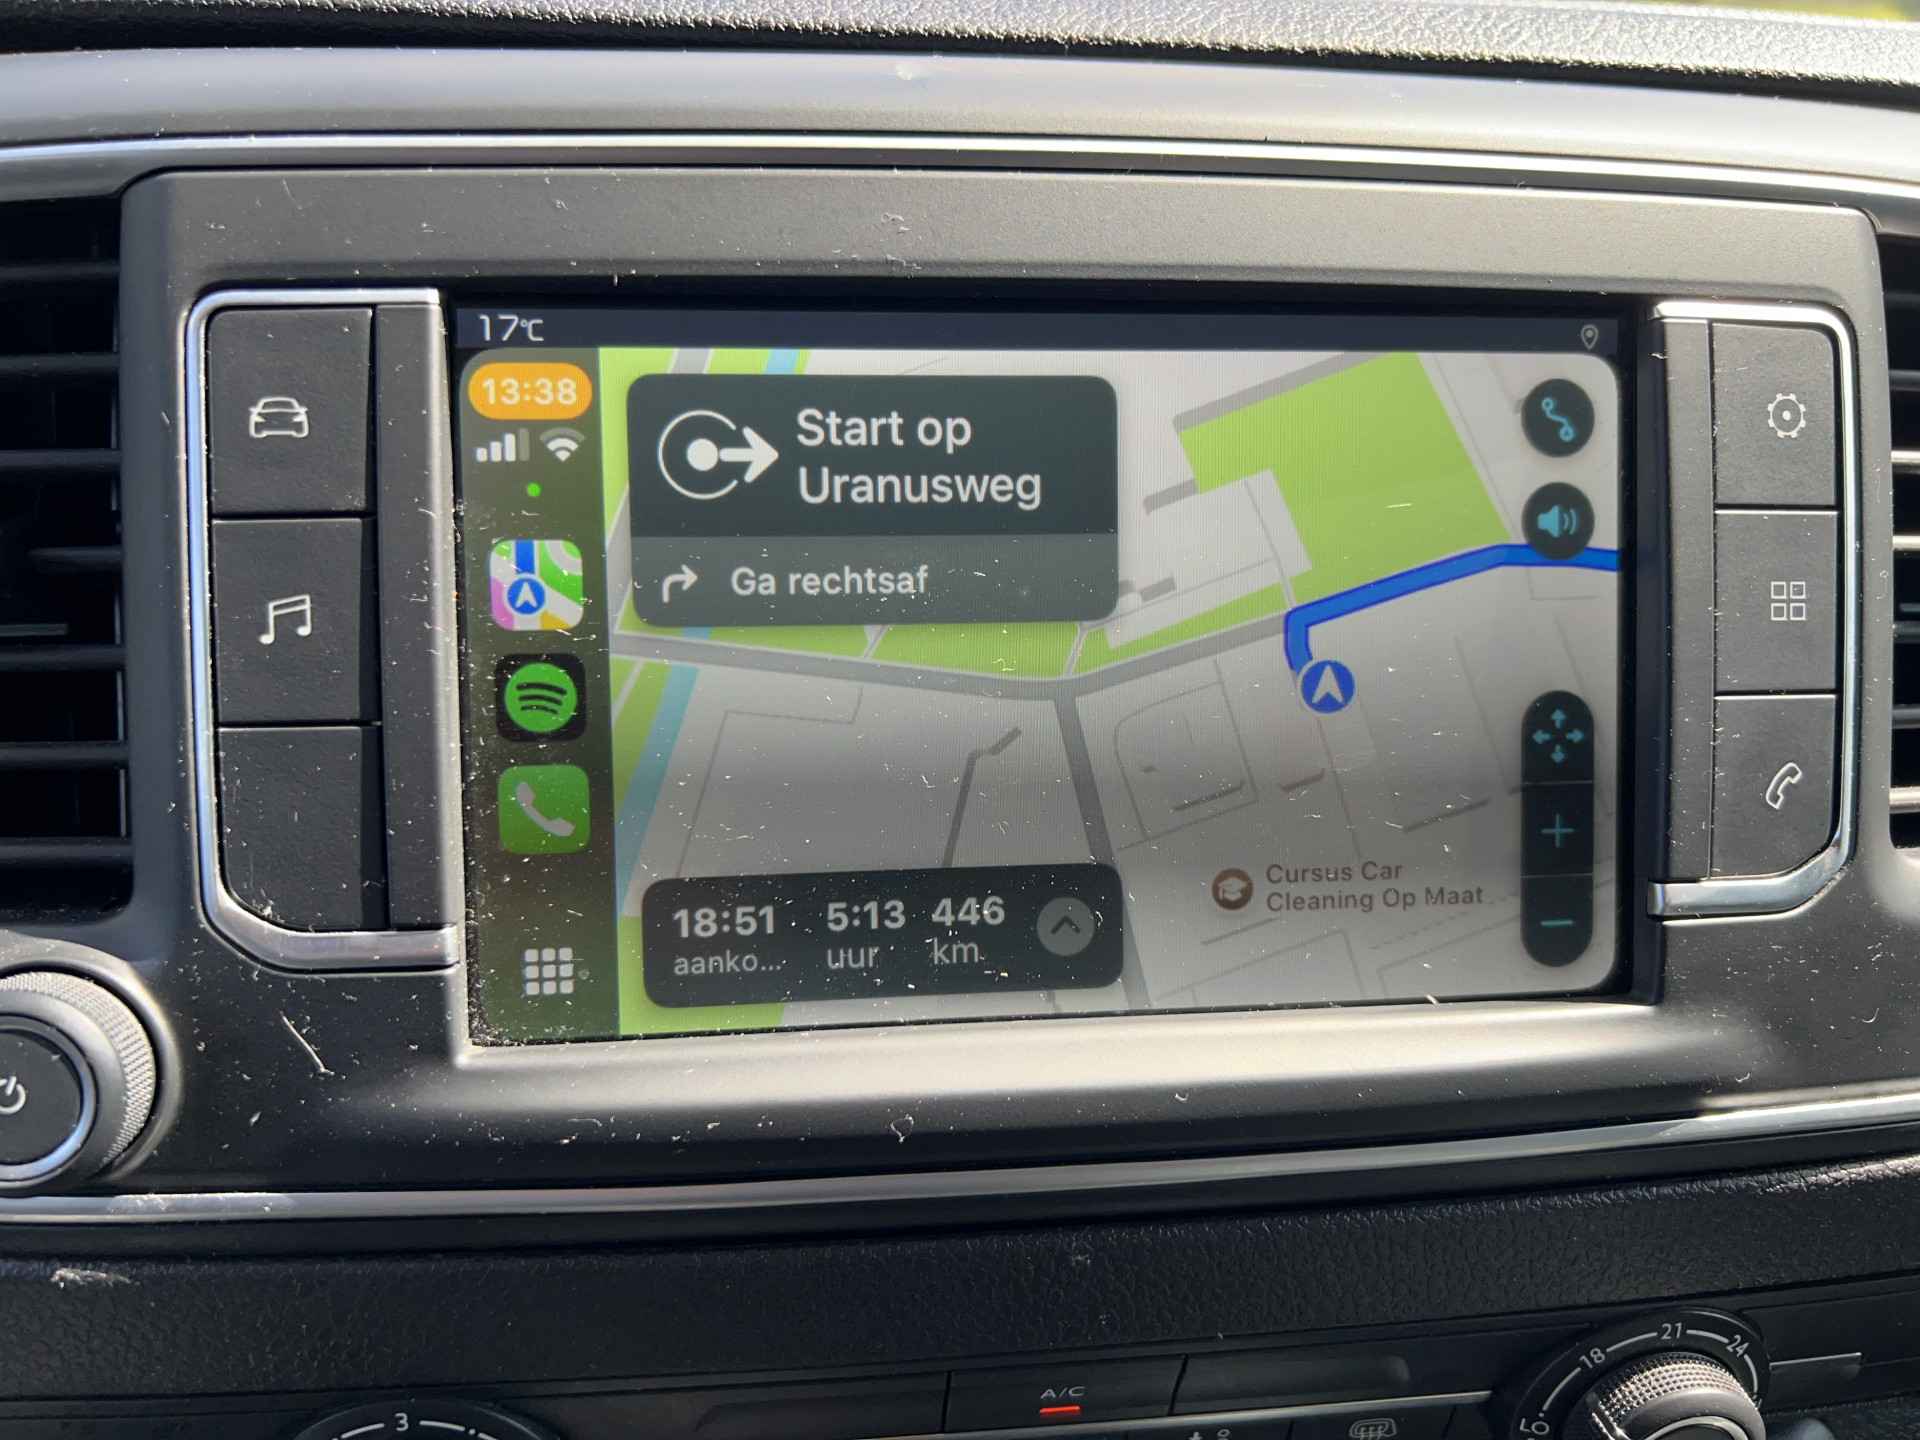 17°C
13:38
Start op
Uranusweg
Ga rechtsaf
Cursus Car
Cleaning Op Maat
18:51 5:13 446
aanko... uur km
A/C
3
18 21 24
LO